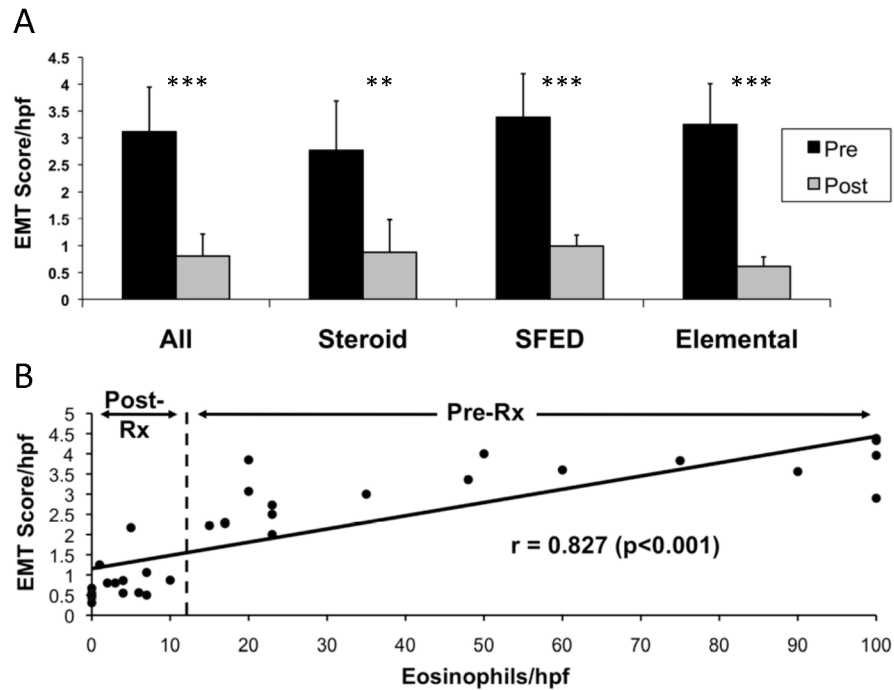 A
EMT Score/hpf
4.5
4
3.5
3
2.5
2
1.5
1
0.5
0
*** ** *** ***
Pre
Post
All Steroid SFED Elemental
B
EMT Score/hpf
Post-
Rx
Pre-Rx
5
4.5
4
3.5
3
2.5
2
1.5
1
0.5
0
r = 0.827 (p<0.001)
0 10 20 30 40 50 60 70 80 90 100
Eosinophils/hpf